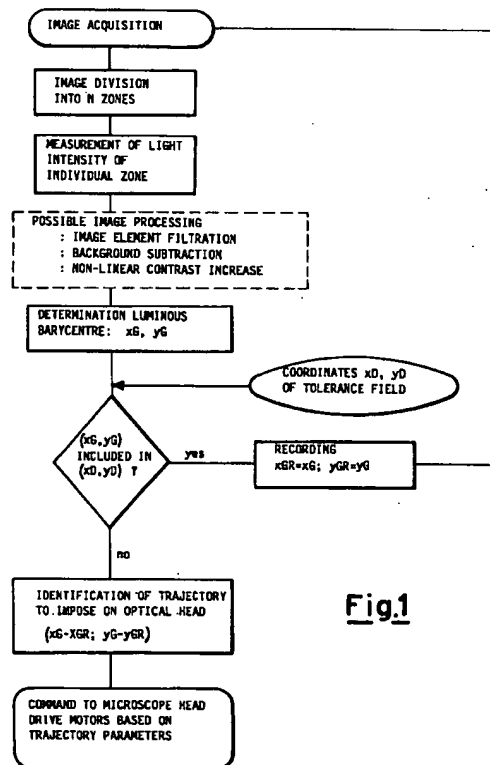 IMAGE ACQUISITION
IMAGE DIVISION
INTO N ZONES
MEASUREMENT OF LIGHT
INTENSITY OF
INDIVIDUAL ZONE
POSSIBLE IMAGE PROCESSING
: IMAGE ELEMENT FILTRATION
: BACKGROUND SUBTRACTION
: NON-LINEAR CONTRAST INCREASE
DETERMINATION LUMINOUS
BARYCENTRE: xG, yG
COORDINATES xD, yD
OF TOLERANCE FIELD
(xG,yG)
INCLUDED IN
(xD,yD) ?
yes
RECORDING
xGR=xG; yGR=yG
no
IDENTIFICATION OF TRAJECTORY
TO IMPOSE ON OPTICAL HEAD
(xG-XGR; yG-yGR)
Fig.1
COMMAND TO MICROSCOPE HEAD
DRIVE MOTORS BASED ON
TRAJECTORY PARAMETERS